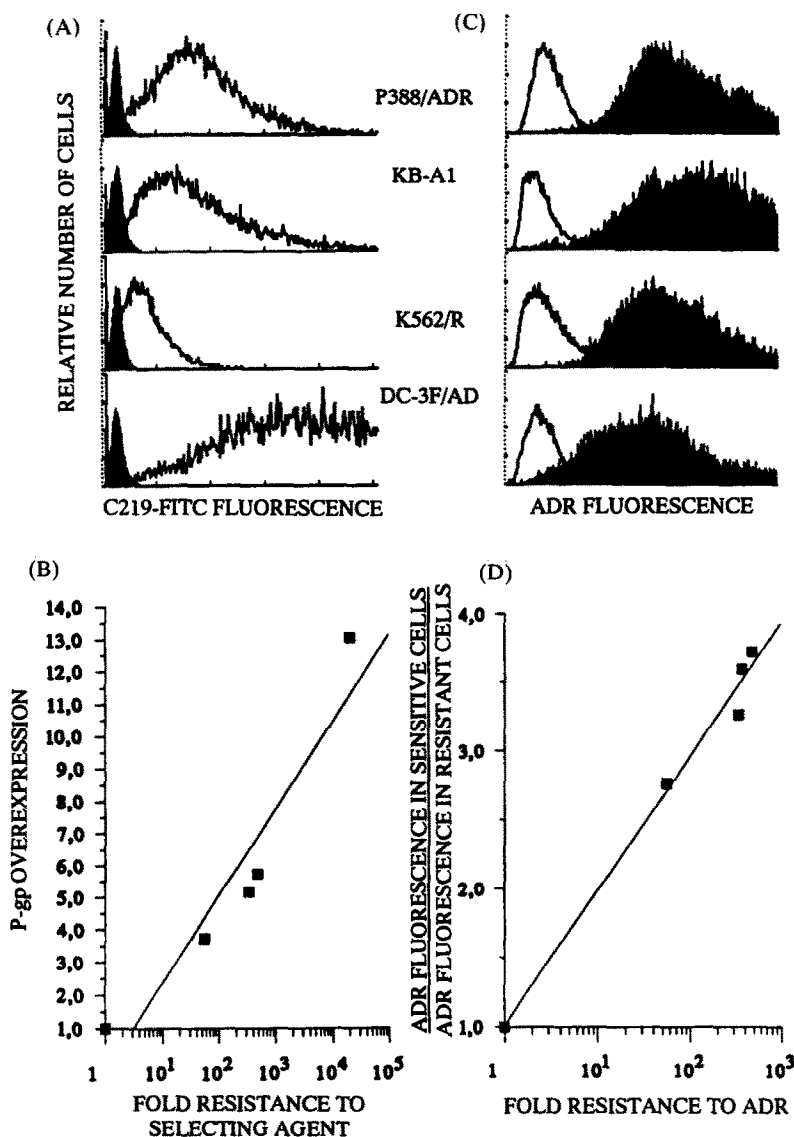 (A)
(C)
RELATIVE NUMBER OF CELLS
P388/ADR
KB-A1
K562/R
DC-3F/AD
C219-FITC FLUORESCENCE
ADR FLUORESCENCE
(B)
P-gp OVEREXPRESSION
14,0
13,0
12,0
11,0
10,0
9,0
8,0
7,0
6,0
5,0
4,0
3,0
2,0
1,0
1 10¹ 10² 10³ 10⁴ 10⁵
FOLD RESISTANCE TO
SELECTING AGENT
(D)
ADR FLUORESCENCE IN SENSITIVE CELLS
ADR FLUORESCENCE IN RESISTANT CELLS
4,0
3,0
2,0
1,0
1 10¹ 10² 10³
FOLD RESISTANCE TO ADR